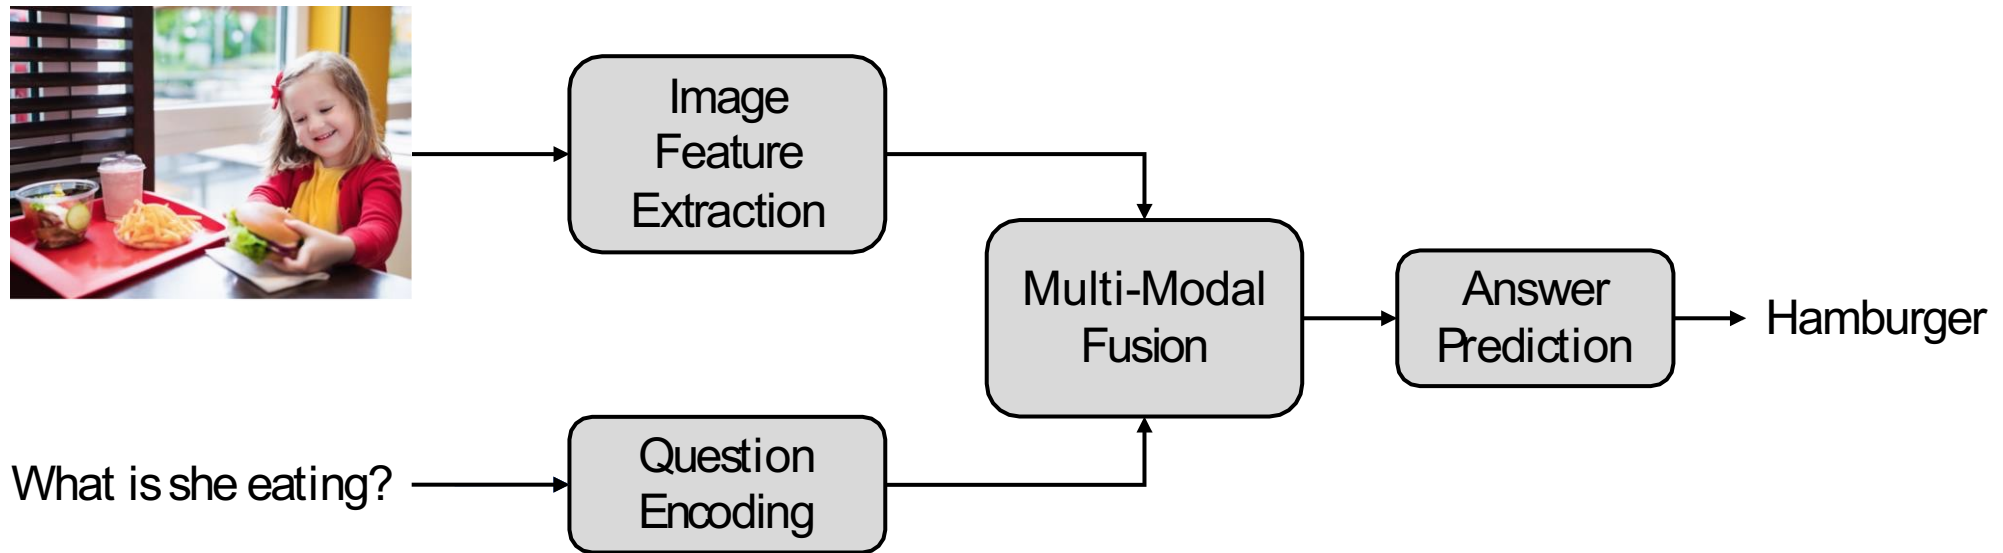 Image
Feature
Extraction
Multi-Modal
Fusion
Answer
Prediction
Hamburger
What is she eating?
Question
Encoding